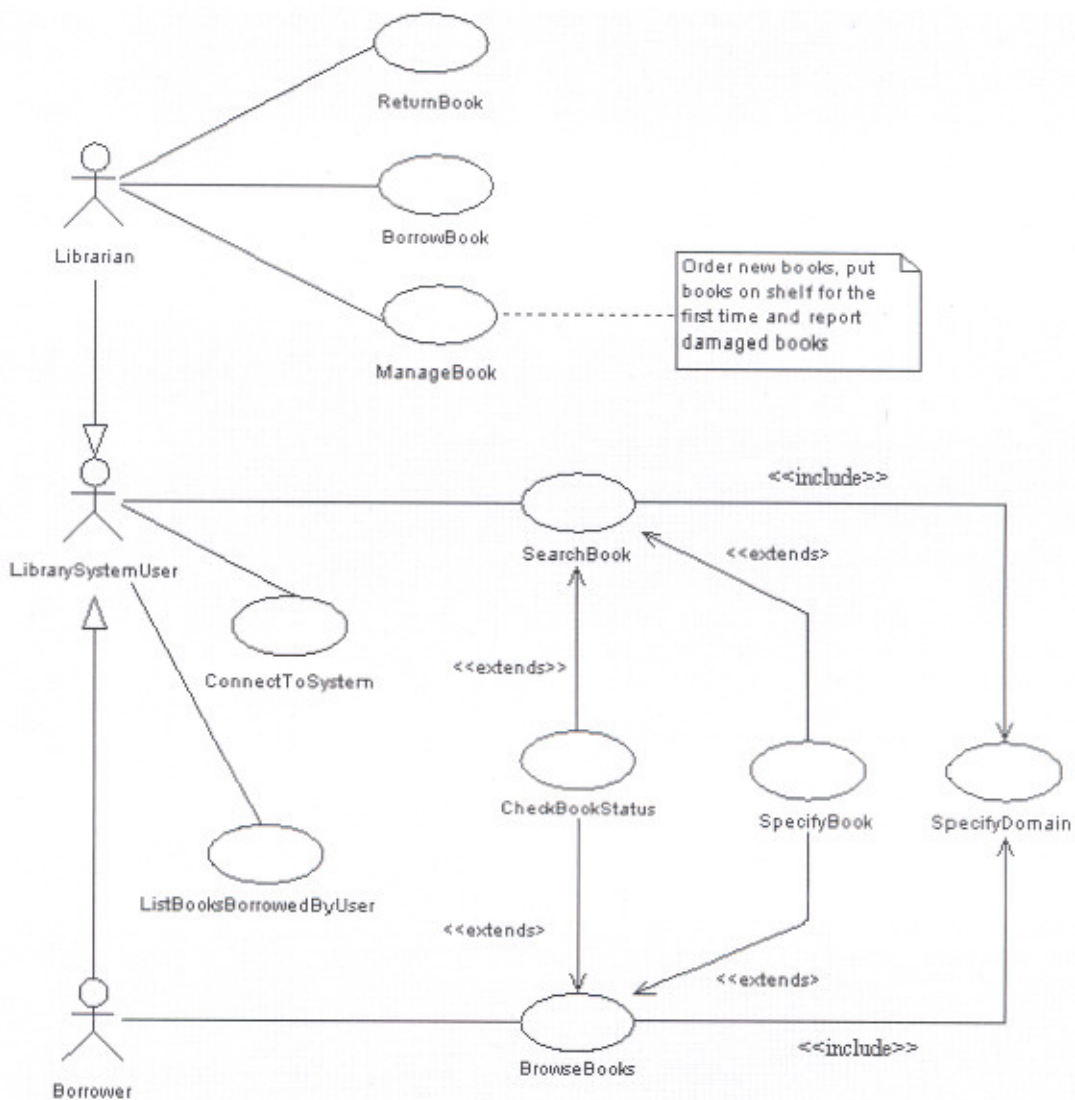 ReturnBook
BorrowBook
Librarian
Order new books, put
books on shelf for the
first time and report
damaged books
ManageBook
<<include>>
SearchBook
<<extends>
LibrarySystemUser
ConnectToSystem
<<extends>>
CheckBookStatus
SpecifyBook
SpecifyDomain
ListBooksBorrowedByUser
<<extends>
<<extends>
<<include>>
BrowseBooks
Borrower